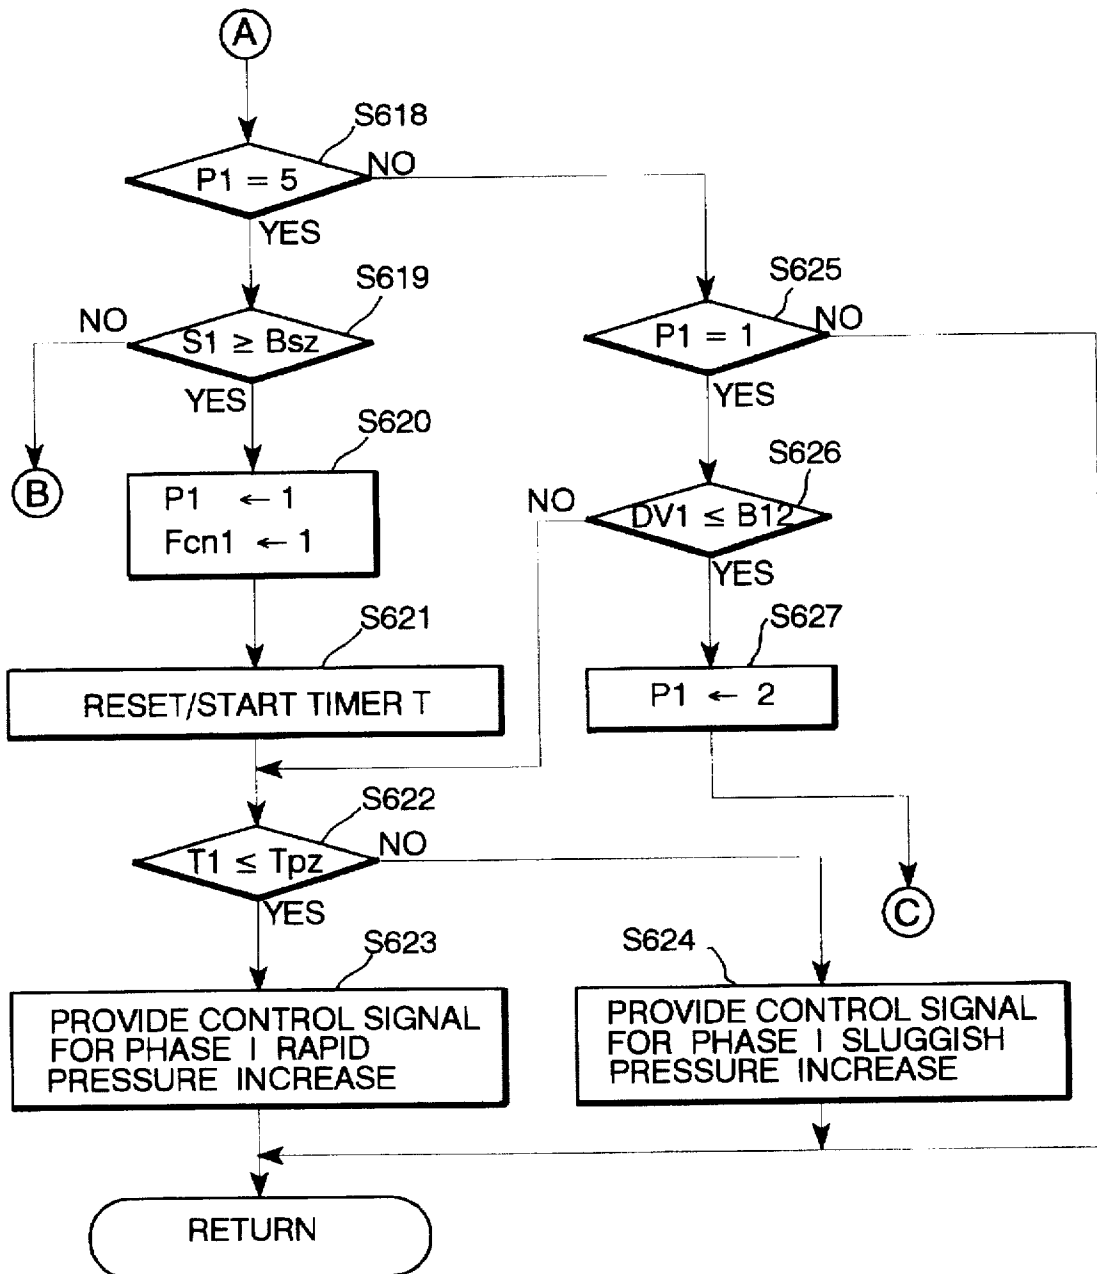 A
S618
P1 = 5
NO
YES
S619
NO
S1 ≥ Bsz
YES
B
S620
P1 ← 1
Fcn1 ← 1
S621
RESET/START TIMER T
S622
T1 ≤ Tpz
NO
YES
S623
PROVIDE CONTROL SIGNAL
FOR PHASE I RAPID
PRESSURE INCREASE
S625
P1 = 1
NO
YES
S626
NO
DV1 ≤ B12
YES
S627
P1 ← 2
C
S624
PROVIDE CONTROL SIGNAL
FOR PHASE I SLUGGISH
PRESSURE INCREASE
RETURN